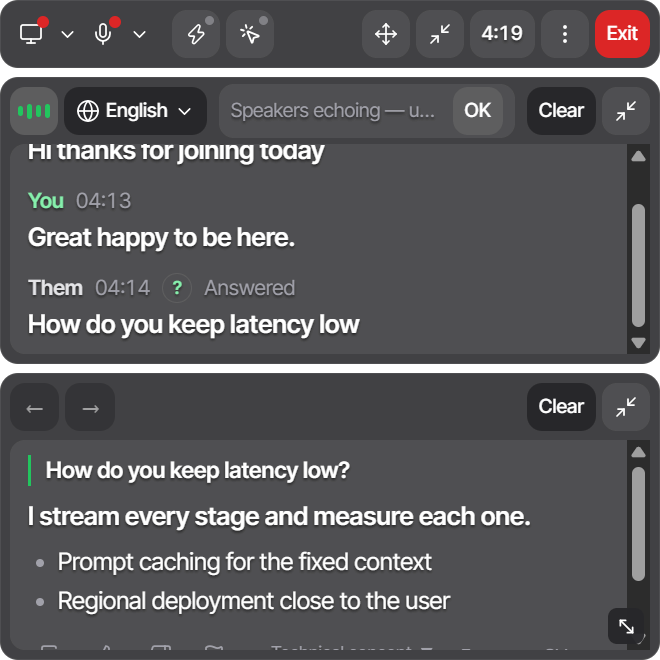 4:19
Exit
English
Speakers echoing — u...
OK
Clear
Hi thanks for joining today
You 04:13
Great happy to be here.
Them 04:14 ? Answered
How do you keep latency low
← →
Clear
How do you keep latency low?
I stream every stage and measure each one.
• Prompt caching for the fixed context
• Regional deployment close to the user
Technical concept